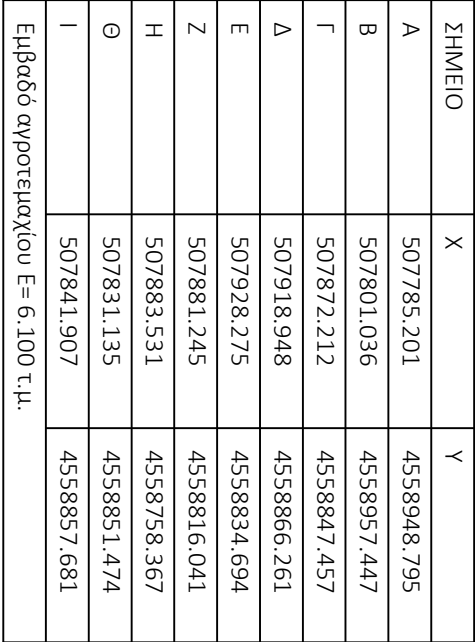 ΣΗΜΕΙΟ X Y
Α 507785.201 4558948.795
Β 507801.036 4558957.447
Γ 507872.212 4558847.457
Δ 507918.948 4558866.261
Ε 507928.275 4558834.694
Ζ 507881.245 4558816.041
Η 507883.531 4558758.367
Θ 507831.135 4558851.474
Ι 507841.907 4558857.681
Εμβαδό αγροτεμαχίου Ε= 6.100 τ.μ.